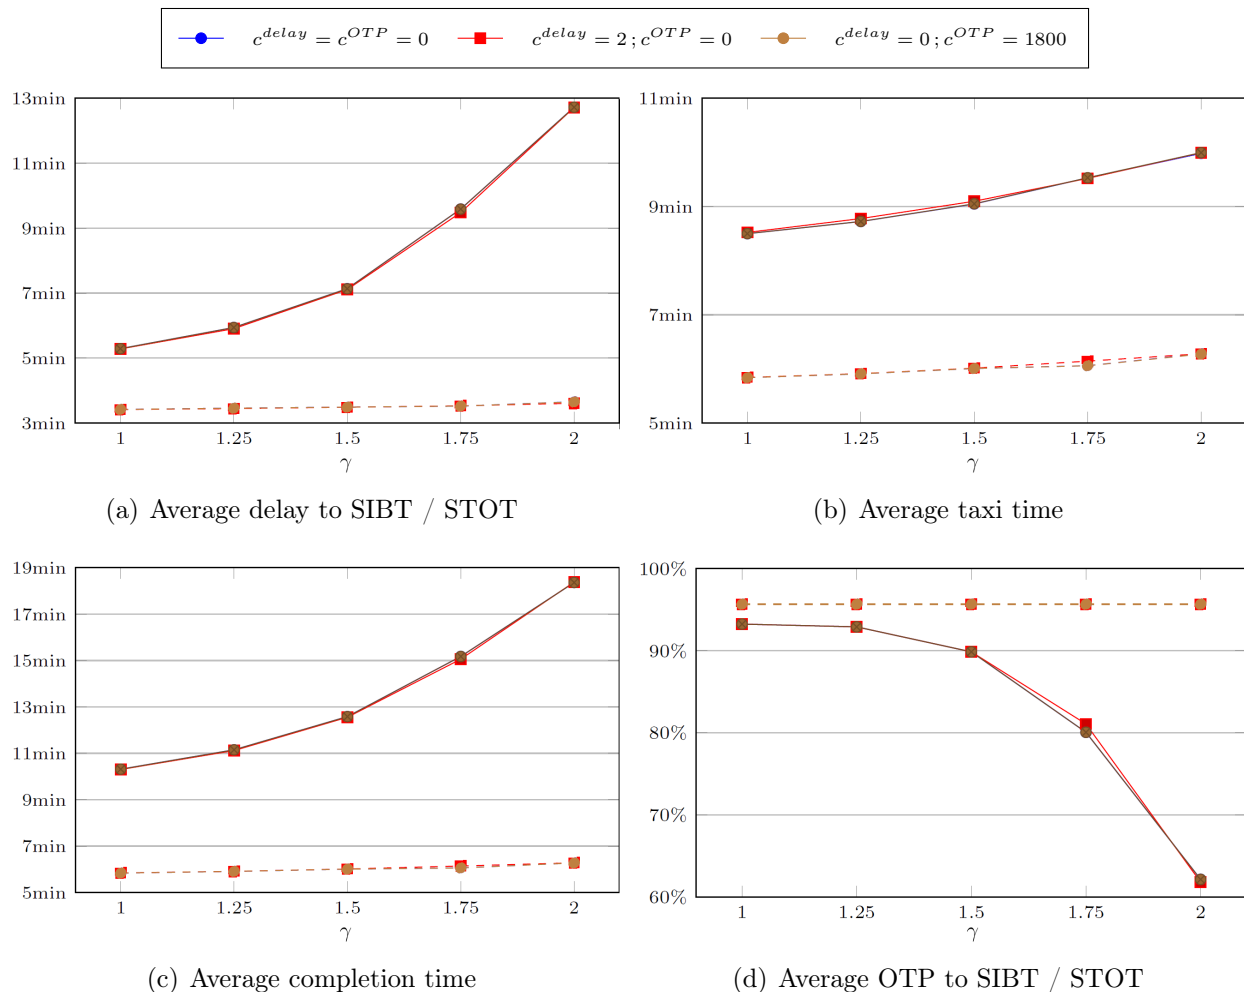 c^delay = c^OTP = 0 c^delay = 2 ; c^OTP = 0 c^delay = 0 ; c^OTP = 1800
13min
11min
9min
7min
5min
3min
1 1.25 1.5 1.75 2
γ
(a) Average delay to SIBT / STOT
11min
9min
7min
5min
1 1.25 1.5 1.75 2
γ
(b) Average taxi time
19min
17min
15min
13min
11min
9min
7min
5min
1 1.25 1.5 1.75 2
γ
(c) Average completion time
100%
90%
80%
70%
60%
1 1.25 1.5 1.75 2
γ
(d) Average OTP to SIBT / STOT